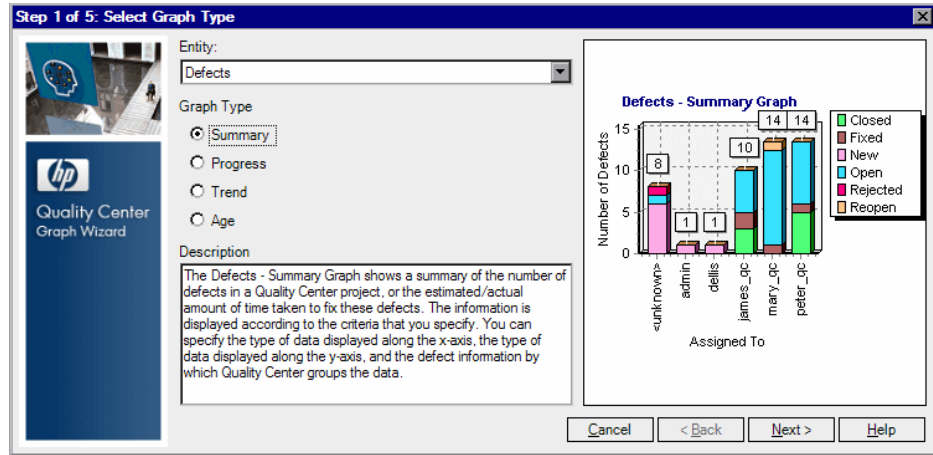 Step 1 of 5: Select Graph Type
Entity:
Defects
Graph Type
Summary
Progress
Trend
Age
Description
The Defects - Summary Graph shows a summary of the number of
defects in a Quality Center project, or the estimated/actual
amount of time taken to fix these defects. The information is
displayed according to the criteria that you specify. You can
specify the type of data displayed along the x-axis, the type of
data displayed along the y-axis, and the defect information by
which Quality Center groups the data.
hp
Quality Center
Graph Wizard
Defects - Summary Graph
Number of Defects
15
10
5
0
8
1
1
10
14
14
<unknown>
admin
dellis
james_qc
mary_qc
peter_qc
Assigned To
Closed
Fixed
New
Open
Rejected
Reopen
Cancel
< Back
Next >
Help